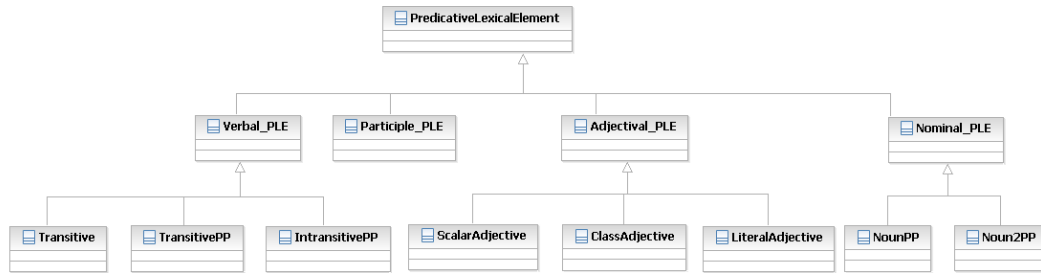 PredicativeLexicalElement
Verbal_PLE Participle_PLE Adjectival_PLE Nominal_PLE
Transitive TransitivePP IntransitivePP ScalarAdjective ClassAdjective LiteralAdjective NounPP Noun2PP